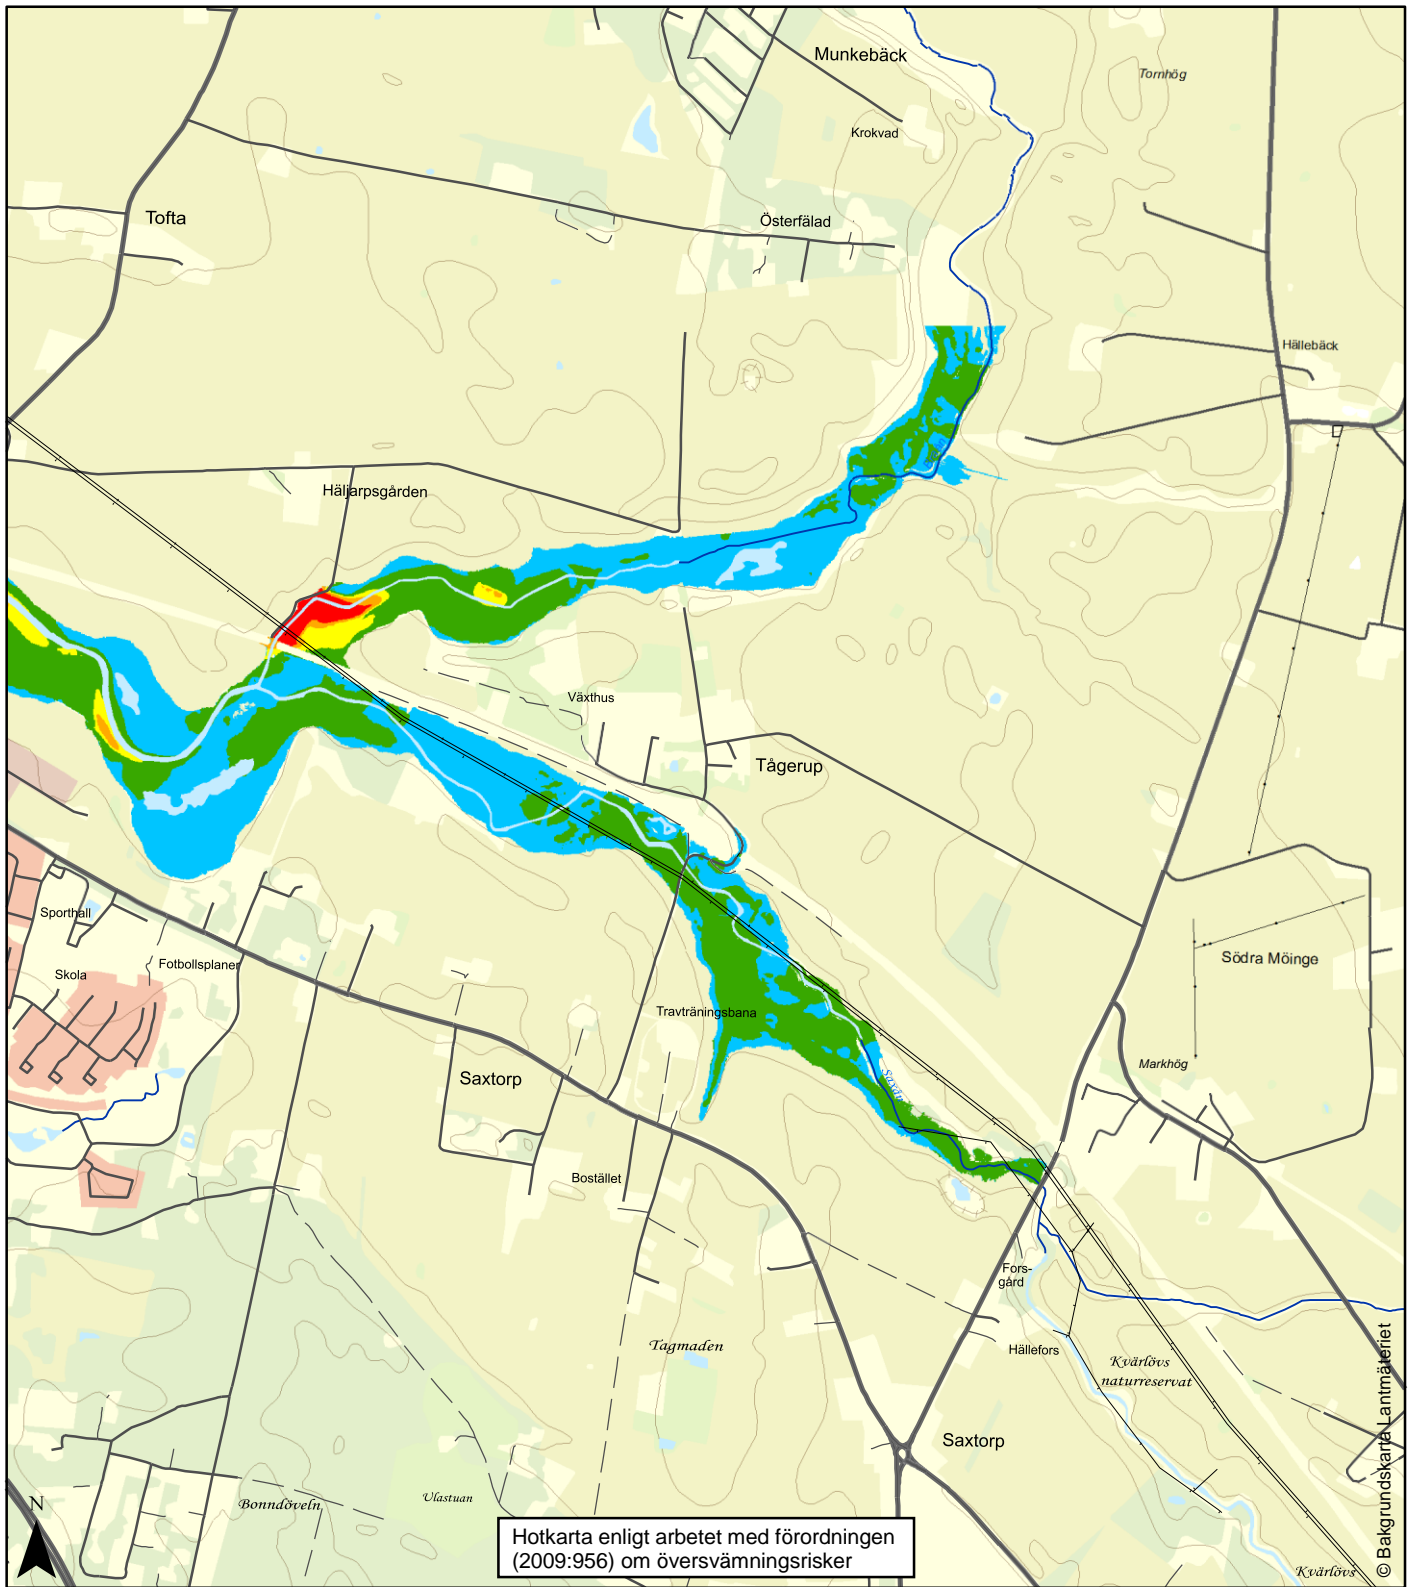 Munkebäck
Tornhög
Krokvad
Tofta
Österfälad
Hällebäck
Häljarpsgården
Växthus
Tågerup
Sporthall
Skola
Fotbollsplaner
Södra Möinge
Travträningsbana
Saxån
Markhög
Saxtorp
Bostället
Fors-
gård
Hällefors
Tagmaden
Kvärlövs
naturreservat
Saxtorp
Ulastuan
Bonndöveln
N
Hotkarta enligt arbetet med förordningen
(2009:956) om översvämningsrisker
Kvärlövs
© Bakgrundskarta Lantmäteriet